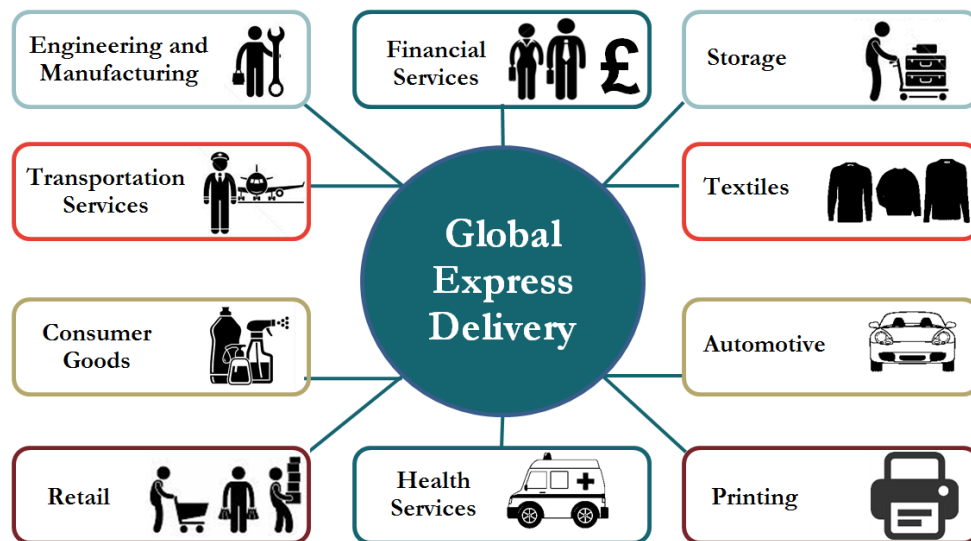 Engineering and
Manufacturing
Financial
Services
£
Storage
Transportation
Services
Textiles
Global
Express
Delivery
Consumer
Goods
Automotive
Retail
Health
Services
Printing